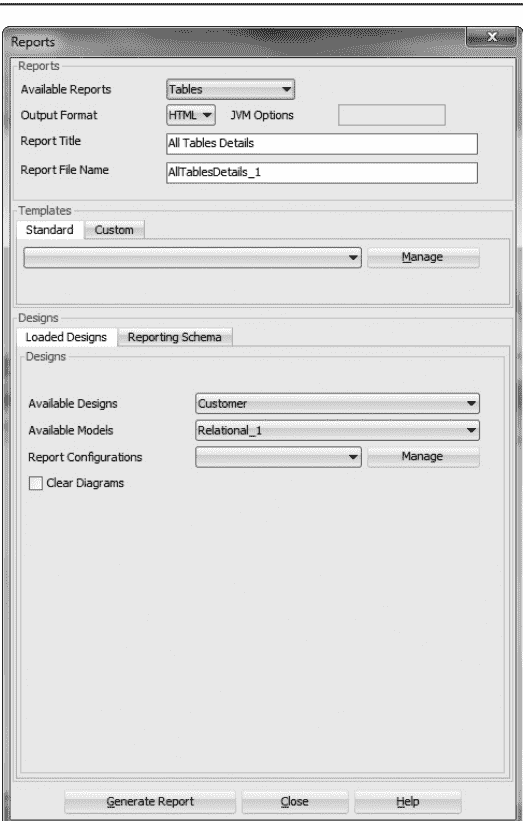 Reports
Reports
Available Reports Tables
Output Format HTML JVM Options
Report Title All Tables Details
Report File Name AllTablesDetails_1
Templates
Standard Custom
Manage
Designs
Loaded Designs Reporting Schema
Designs
Available Designs Customer
Available Models Relational_1
Report Configurations Manage
Clear Diagrams
Generate Report Close Help